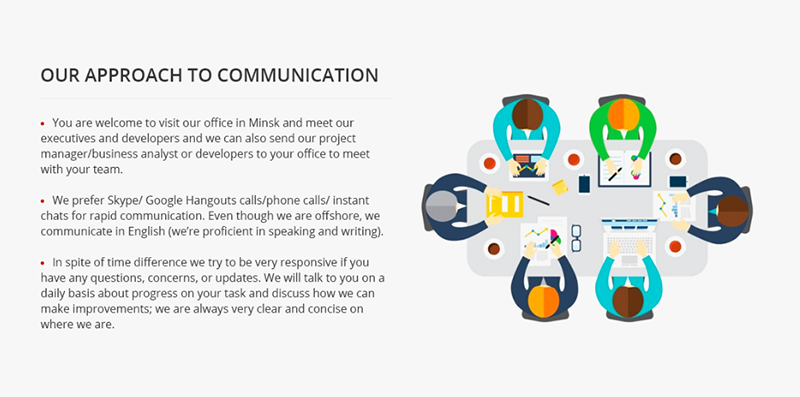 OUR APPROACH TO COMMUNICATION
• You are welcome to visit our office in Minsk and meet our
executives and developers and we can also send our project
manager/business analyst or developers to your office to meet
with your team.
• We prefer Skype/ Google Hangouts calls/phone calls/ instant
chats for rapid communication. Even though we are offshore, we
communicate in English (we’re proficient in speaking and writing).
• In spite of time difference we try to be very responsive if you
have any questions, concerns, or updates. We will talk to you on a
daily basis about progress on your task and discuss how we can
make improvements; we are always very clear and concise on
where we are.